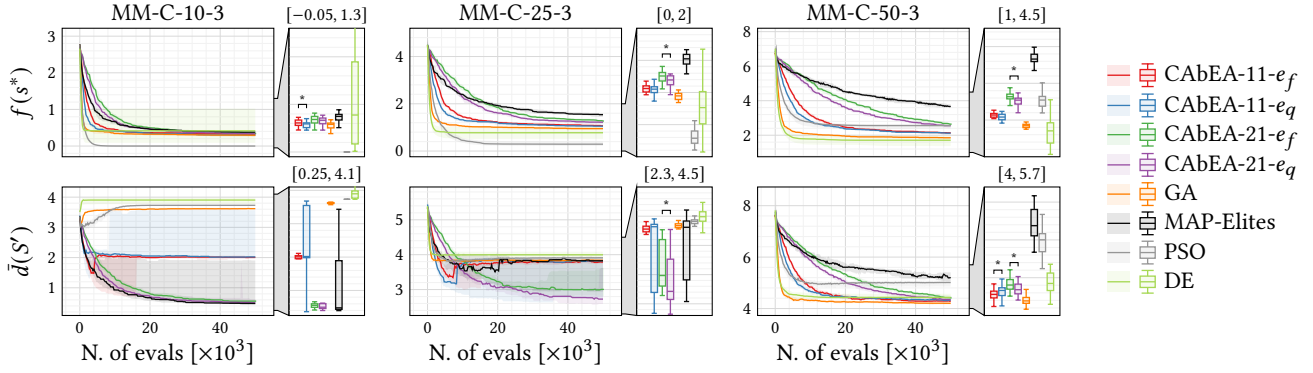 MM-C-10-3 [−0.05, 1.3] MM-C-25-3 [0, 2] MM-C-50-3 [1, 4.5]
f(s*)
3
2
1
0
*
4
2
0
*
8
6
4
2
*
[0.25, 4.1] [2.3, 4.5] [4, 5.7]
d̄(S′)
4
3
2
1
5
4
3
*
8
6
4
* *
0 20 40 0 20 40 0 20 40
N. of evals [×10³] N. of evals [×10³] N. of evals [×10³]
CAbEA-11-e_f
CAbEA-11-e_q
CAbEA-21-e_f
CAbEA-21-e_q
GA
MAP-Elites
PSO
DE